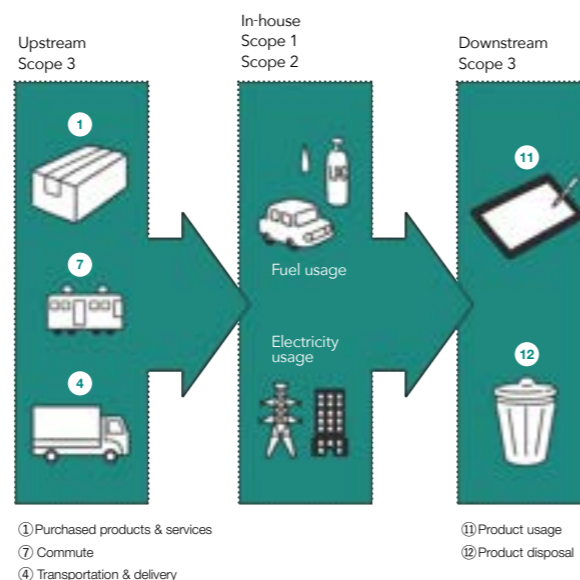 Upstream
Scope 3
1
7
4
In-house
Scope 1
Scope 2
Fuel usage
Electricity
usage
Downstream
Scope 3
11
12
①Purchased products & services
⑦ Commute
④ Transportation & delivery
⑪Product usage
⑫Product disposal